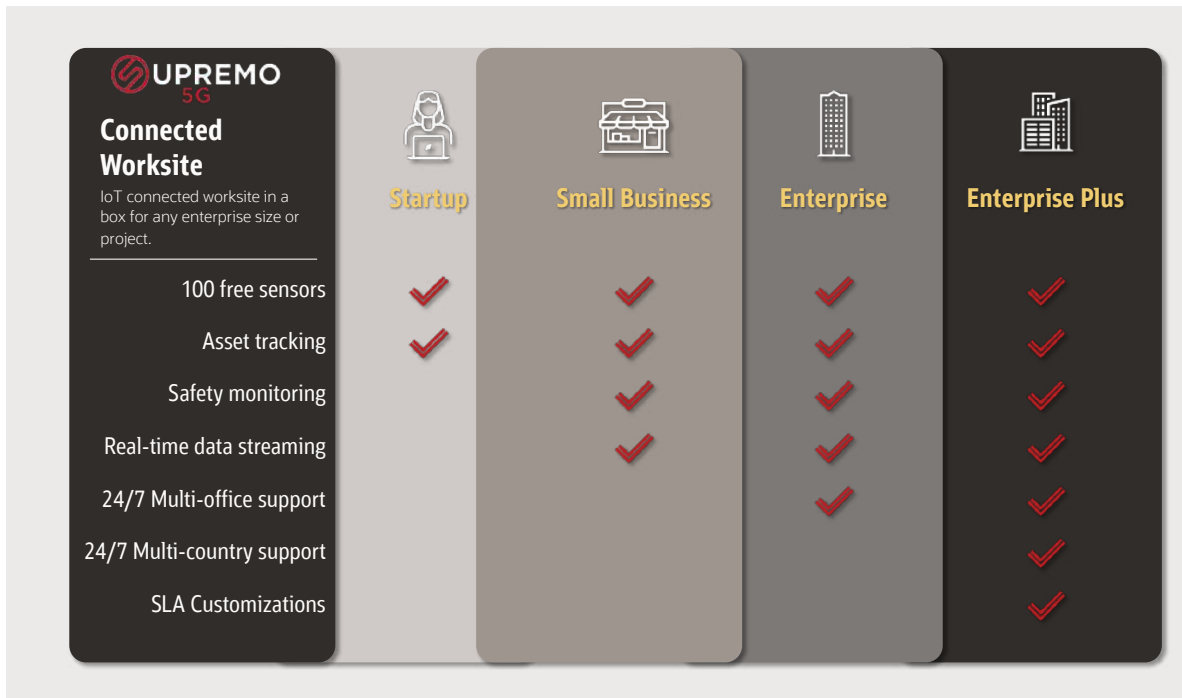 SUPREMO
5G
Connected
Worksite
IoT connected worksite in a
box for any enterprise size or
project.
Startup
Small Business
Enterprise
Enterprise Plus
100 free sensors
Asset tracking
Safety monitoring
Real-time data streaming
24/7 Multi-office support
24/7 Multi-country support
SLA Customizations